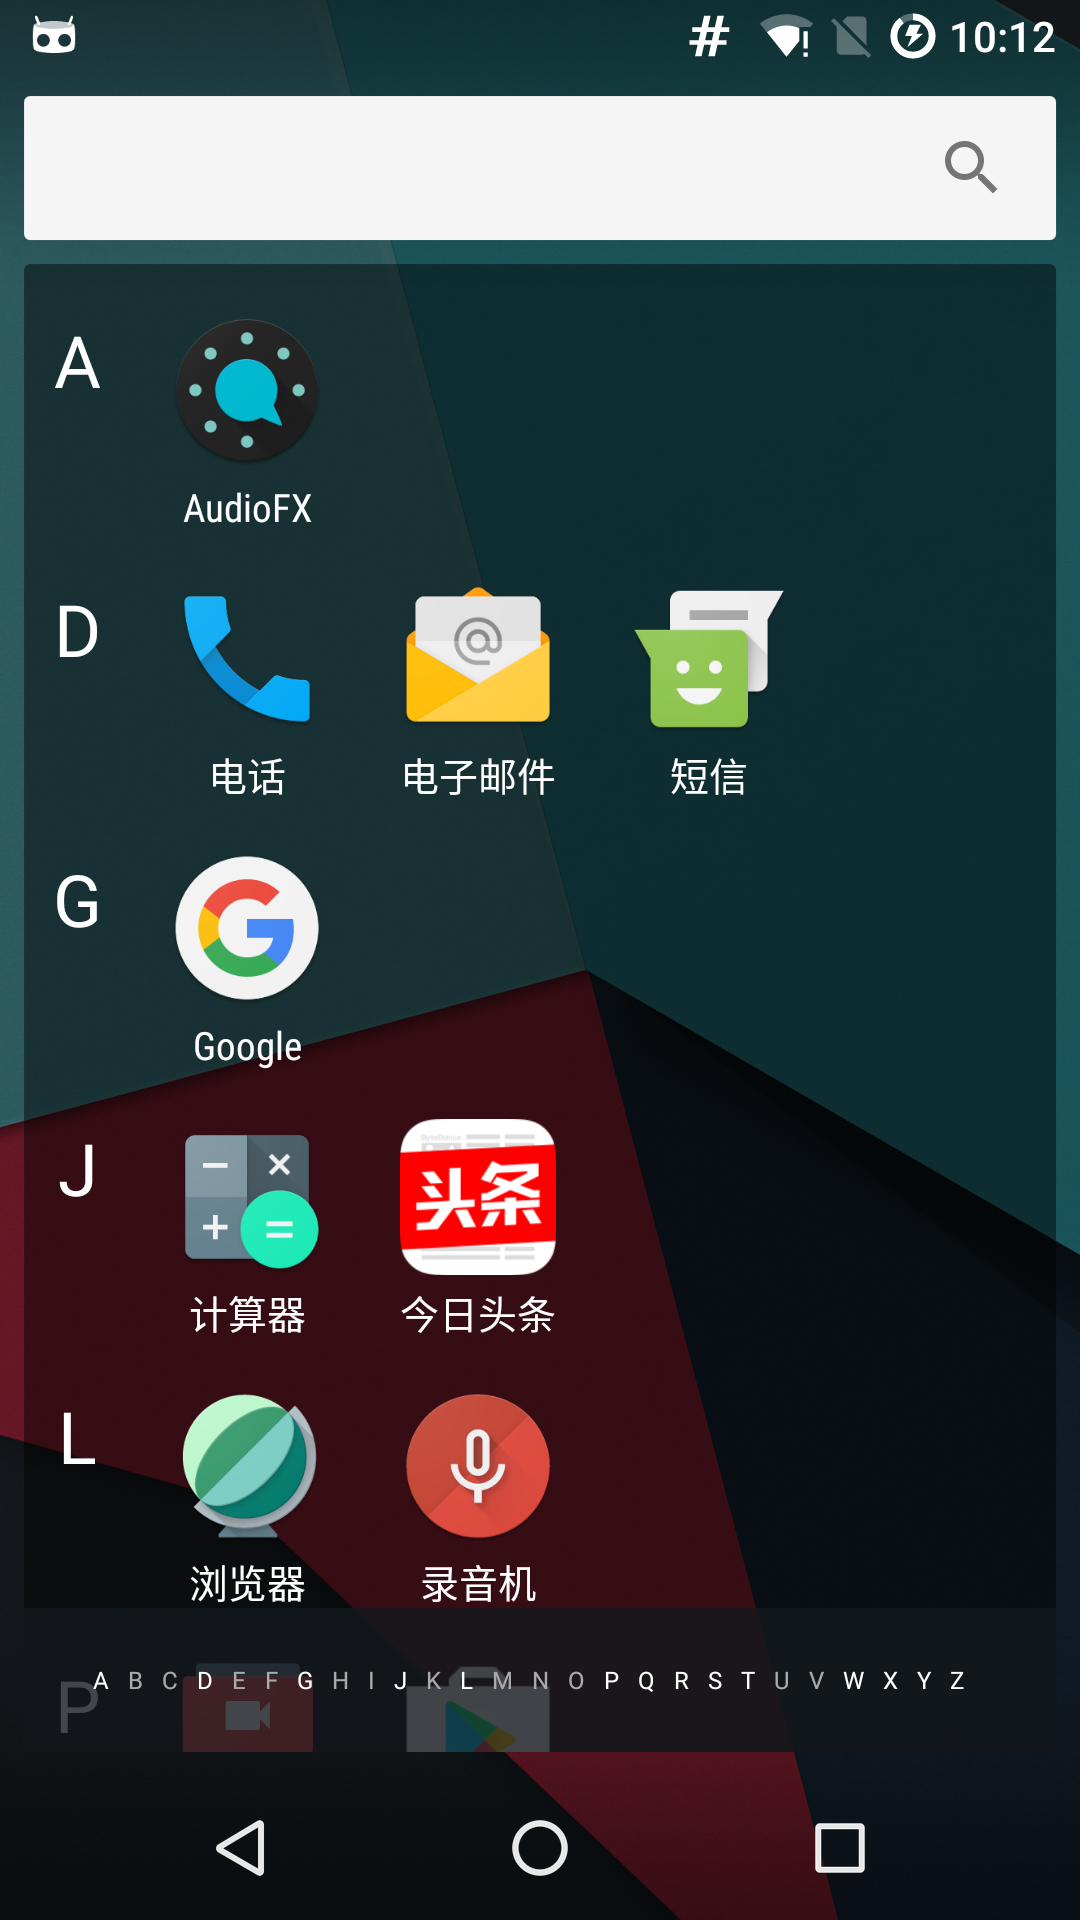 10:12
A
AudioFX
D
电话 电子邮件 短信
G
Google
J
头条
计算器 今日头条
L
浏览器 录音机
P
A B C D E F G H I J K L M N O P Q R S T U V W X Y Z